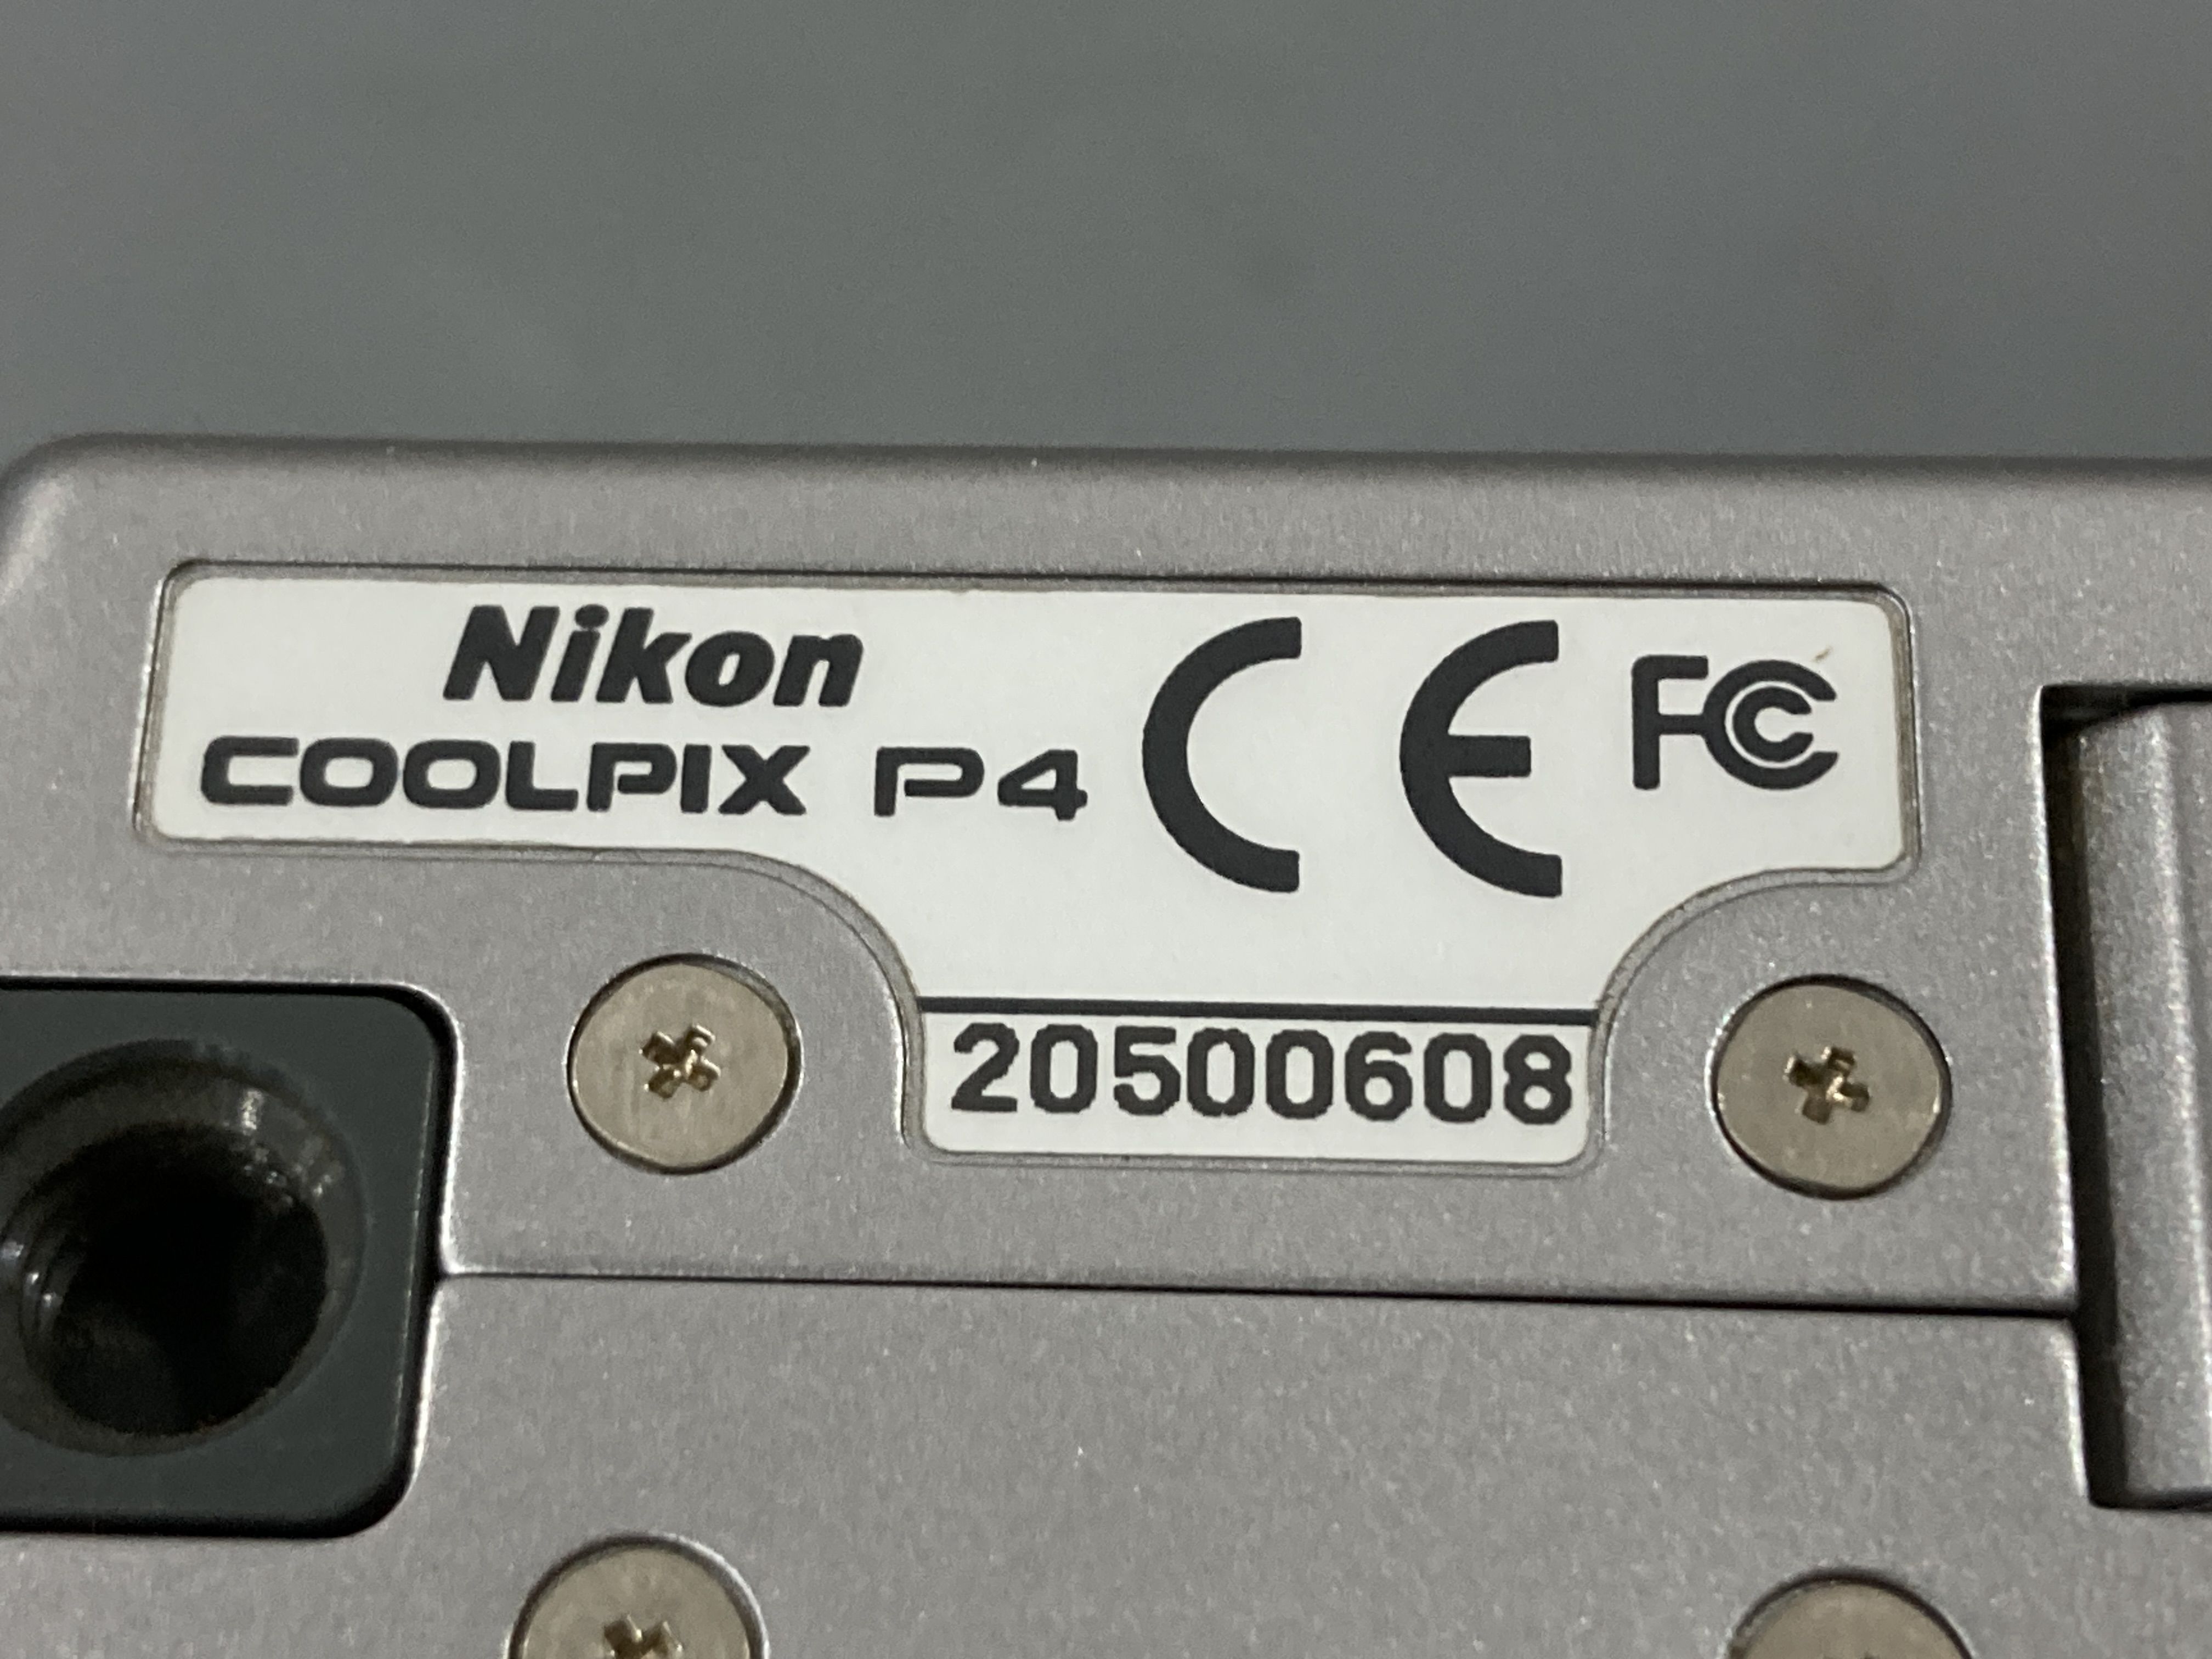 Nikon
COOLPIX P4 CE FC
20500608